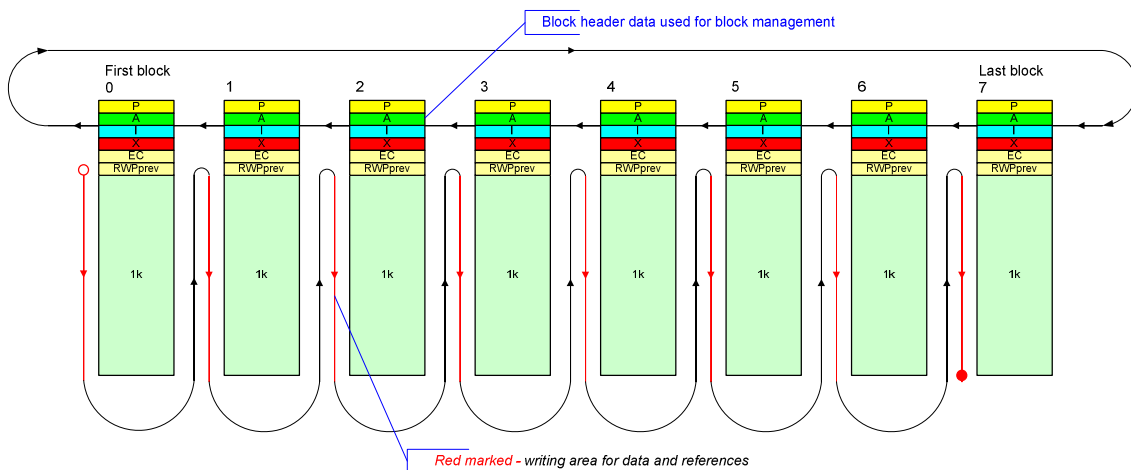 Block header data used for block management
First block
Last block
0 1 2 3 4 5 6 7
P P P P P P P P
A A A A A A A A
I I I I I I I I
X X X X X X X X
EC EC EC EC EC EC EC EC
RWPprev RWPprev RWPprev RWPprev RWPprev RWPprev RWPprev RWPprev
1k 1k 1k 1k 1k 1k 1k 1k
Red marked - writing area for data and references